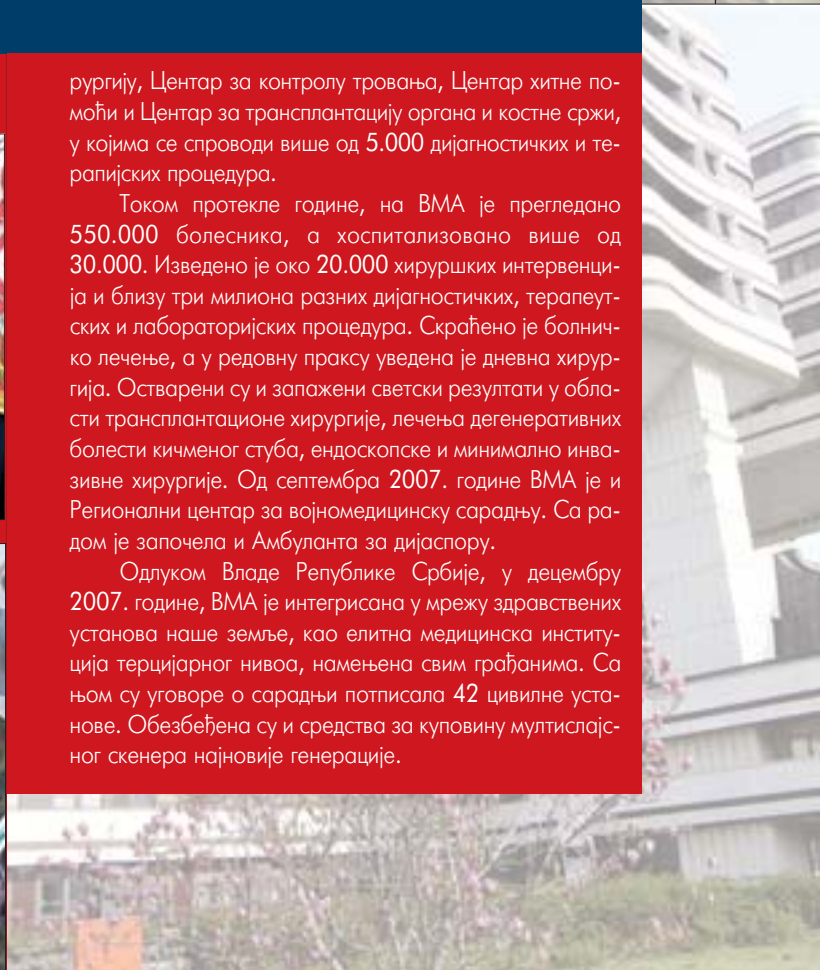 рургију, Центар за контролу тровања, Центар хитне по-
моћи и Центар за трансплантацију органа и костне сржи,
у којима се спроводи више од 5.000 дијагностичких и те-
рапијских процедура.
Током протекле године, на ВМА је прегледано
550.000 болесника, а хоспитализовано више од
30.000. Изведено је око 20.000 хируршких интервенци-
ја и близу три милиона разних дијагностичких, терапеут-
ских и лабораторијских процедура. Скраћено је болнич-
ко лечење, а у редовну праксу уведена је дневна хирур-
гија. Остварени су и запажени светски резултати у обла-
сти трансплантационе хирургије, лечења дегенеративних
болести кичменог стуба, ендоскопске и минимално инва-
зивне хирургије. Од септембра 2007. године ВМА је и
Регионални центар за војномедицинску сарадњу. Са ра-
дом је започела и Амбуланта за дијаспору.
Одлуком Владе Републике Србије, у децембру
2007. године, ВМА је интегрисана у мрежу здравствених
установа наше земље, као елитна медицинска институ-
ција терцијарног нивоа, намењена свим грађанима. Са
њом су уговоре о сарадњи потписала 42 цивилне уста-
нове. Обезбеђена су и средства за куповину мултислајс-
ног скенера најновије генерације.